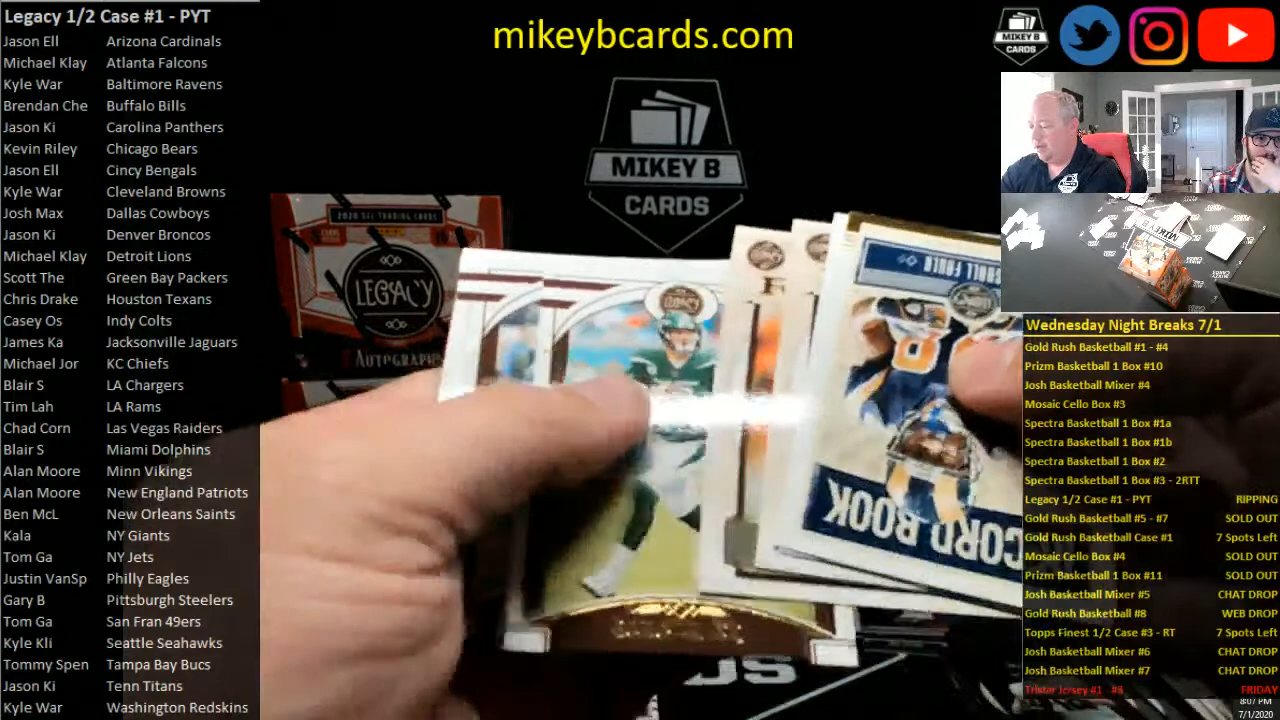 Legacy 1/2 Case #1 - PYT
Jason Ell Arizona Cardinals
Michael Klay Atlanta Falcons
Kyle War Baltimore Ravens
Brendan Che Buffalo Bills
Jason Ki Carolina Panthers
Kevin Riley Chicago Bears
Jason Ell Cincy Bengals
Kyle War Cleveland Browns
Josh Max Dallas Cowboys
Jason Ki Denver Broncos
Michael Klay Detroit Lions
Scott The Green Bay Packers
Chris Drake Houston Texans
Casey Os Indy Colts
James Ka Jacksonville Jaguars
Michael Jor KC Chiefs
Blair S LA Chargers
Tim Lah LA Rams
Chad Corn Las Vegas Raiders
Blair S Miami Dolphins
Alan Moore Minn Vikings
Alan Moore New England Patriots
Ben McL New Orleans Saints
Kala NY Giants
Tom Ga NY Jets
Justin VanSp Philly Eagles
Gary B Pittsburgh Steelers
Tom Ga San Fran 49ers
Kyle Kli Seattle Seahawks
Tommy Spen Tampa Bay Bucs
Jason Ki Tenn Titans
Kyle War Washington Redskins
mikeybcards.com
MIKEY B
CARDS
LEGACY
AUTOGRAPH
MARSHALL FAULK
CORD BOOK
MIKEY B
CARDS
Wednesday Night Breaks 7/1
Gold Rush Basketball #1 - #4
Prizm Basketball 1 Box #10
Josh Basketball Mixer #4
Mosaic Cello Box #3
Spectra Basketball 1 Box #1a
Spectra Basketball 1 Box #1b
Spectra Basketball 1 Box #2
Spectra Basketball 1 Box #3 - 2RTT
Legacy 1/2 Case #1 - PYT RIPPING
Gold Rush Basketball #5 - #7 SOLD OUT
Gold Rush Basketball Case #1 7 Spots Left
Mosaic Cello Box #4 SOLD OUT
Prizm Basketball 1 Box #11 SOLD OUT
Josh Basketball Mixer #5 CHAT DROP
Gold Rush Basketball #8 WEB DROP
Topps Finest 1/2 Case #3 - RT 7 Spots Left
Josh Basketball Mixer #6 CHAT DROP
Josh Basketball Mixer #7 CHAT DROP
Tristar Jersey #1 - #3 FRIDAY
8:07 PM
7/1/2020